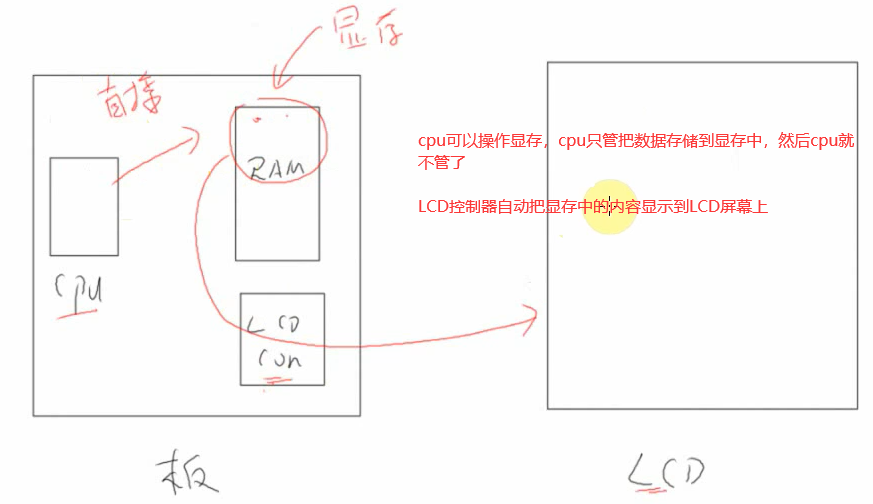 显存
直接
RAM
CPU
LCD
con
板
cpu可以操作显存，cpu只管把数据存储到显存中，然后cpu就
不管了
LCD控制器自动把显存中的内容显示到LCD屏幕上
LCD